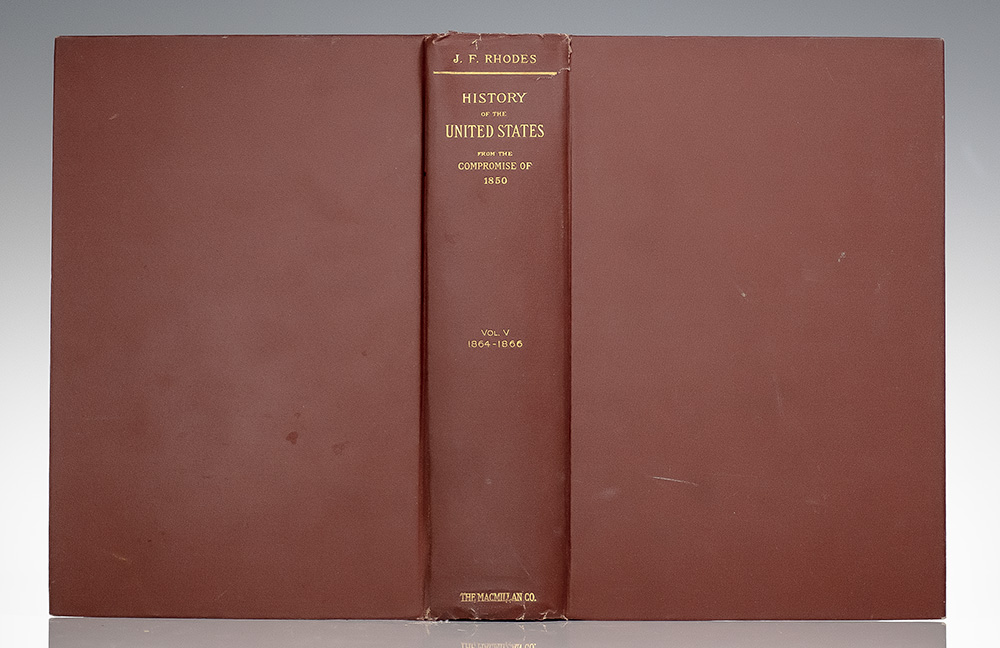 J. F. RHODES
HISTORY
OF THE
UNITED STATES
FROM THE
COMPROMISE OF
1850
VOL. V
1864-1866
THE MACMILLAN CO.